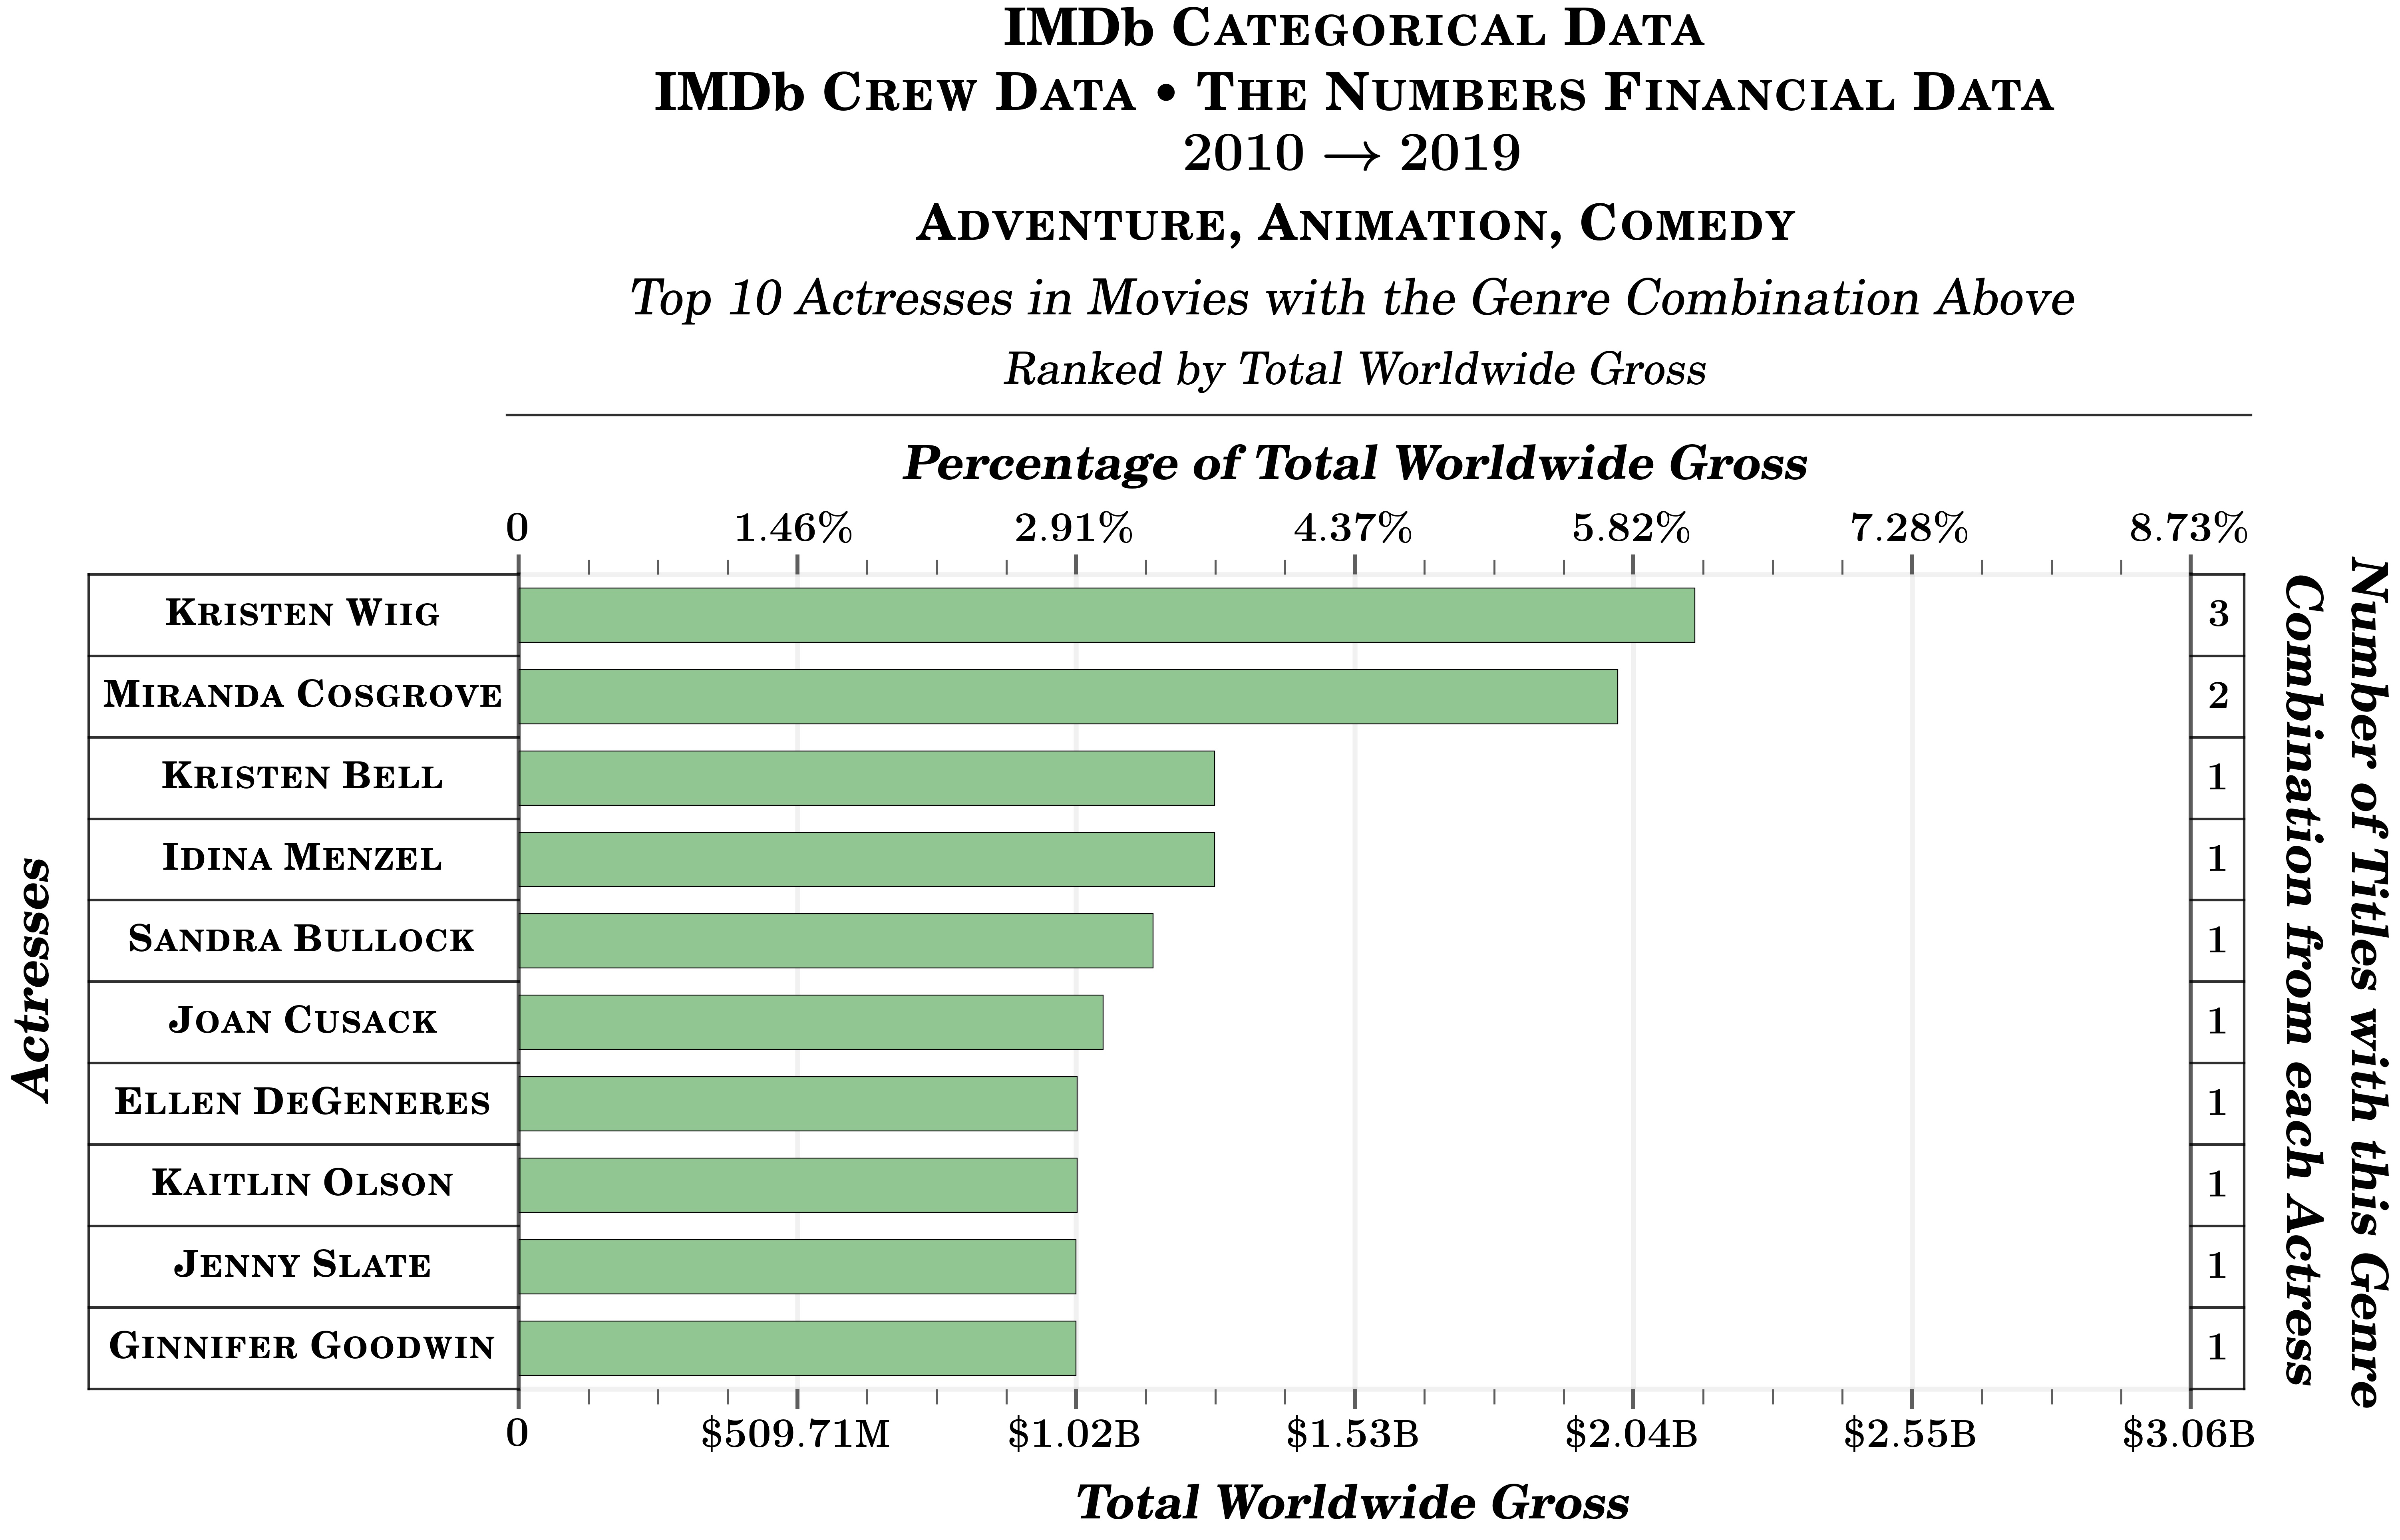 IMDb Categorical Data
IMDb Crew Data • The Numbers Financial Data
2010 → 2019
Adventure, Animation, Comedy
Top 10 Actresses in Movies with the Genre Combination Above
Ranked by Total Worldwide Gross
Percentage of Total Worldwide Gross
0 1.46% 2.91% 4.37% 5.82% 7.28% 8.73%
Actresses
Kristen Wiig 3
Miranda Cosgrove 2
Kristen Bell 1
Idina Menzel 1
Sandra Bullock 1
Joan Cusack 1
Ellen DeGeneres 1
Kaitlin Olson 1
Jenny Slate 1
Ginnifer Goodwin 1
Number of Titles with this Genre
Combination from each Actress
0 $509.71M $1.02B $1.53B $2.04B $2.55B $3.06B
Total Worldwide Gross